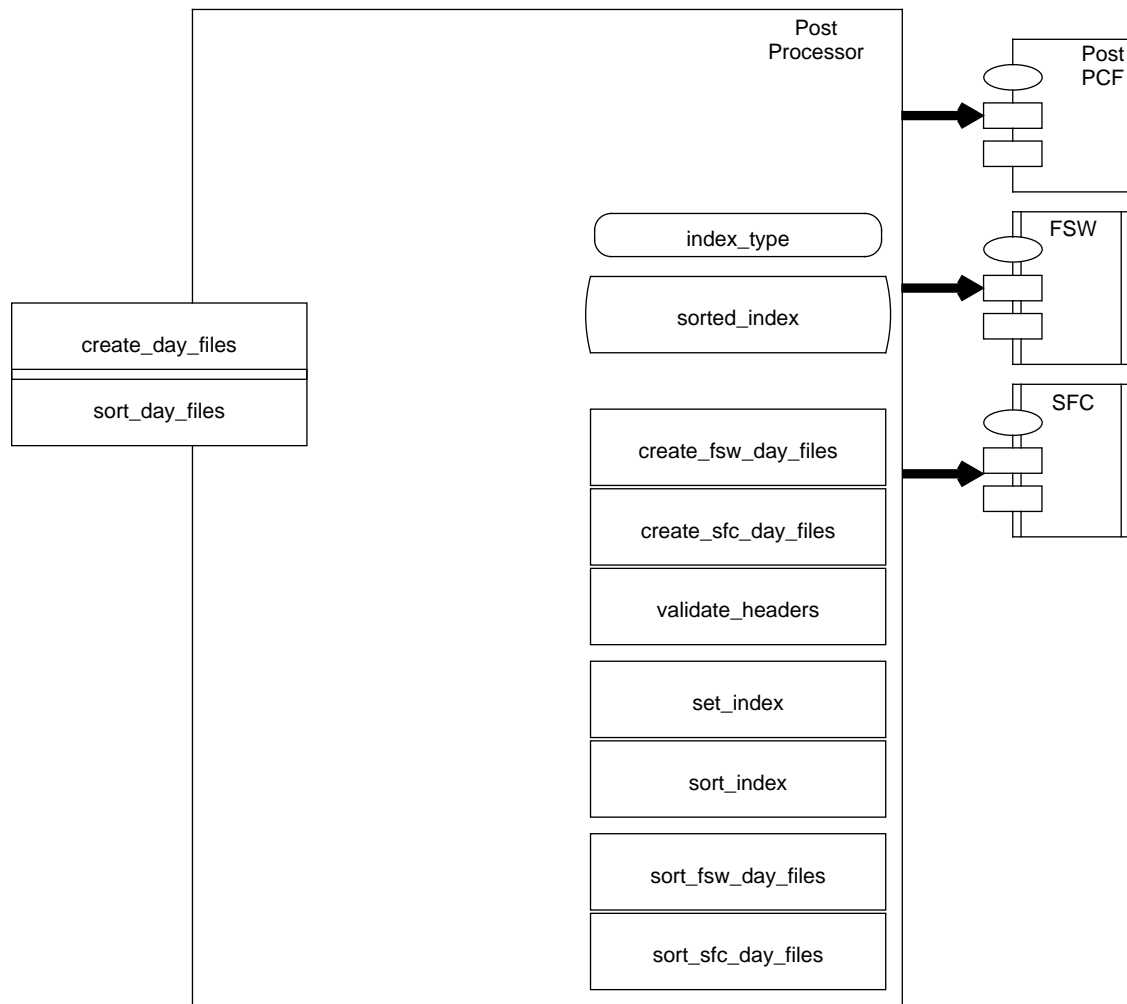 Post
Processor
Post
PCF
index_type
FSW
sorted_index
create_day_files
sort_day_files
SFC
create_fsw_day_files
create_sfc_day_files
validate_headers
set_index
sort_index
sort_fsw_day_files
sort_sfc_day_files